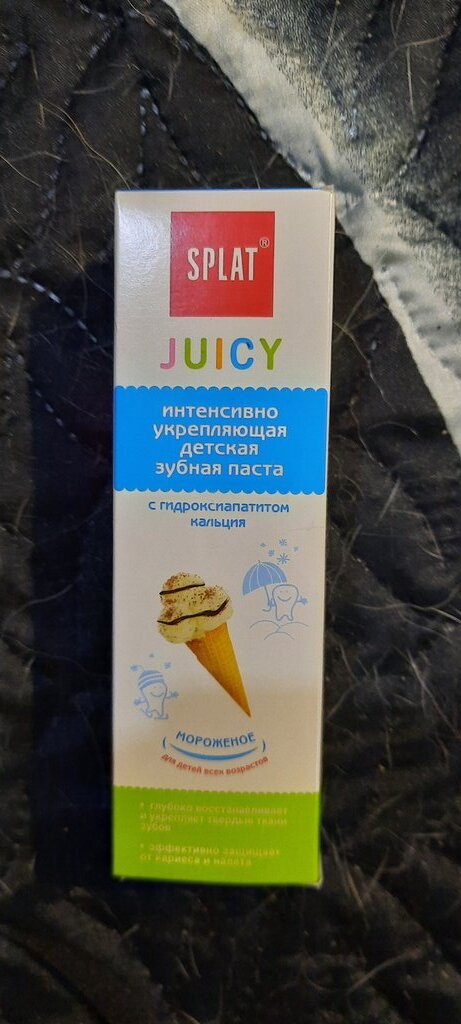 SPLAT®
JUICY
интенсивно
укрепляющая
детская
зубная паста
с гидроксиапатитом
кальция
МОРОЖЕНОЕ
для детей всех возрастов
• глубоко восстанавливает
и укрепляет твердые ткани
зубов
• эффективно защищает
от кариеса и налета